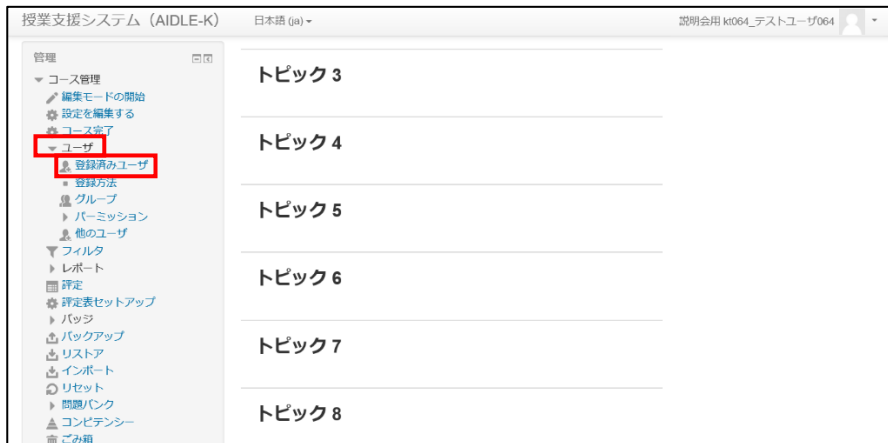 授業支援システム（AIDLE-K） 日本語 (ja) 説明会用 kt064_テストユーザ064
管理
コース管理
編集モードの開始
設定を編集する
コース完了
ユーザ
登録済みユーザ
登録方法
グループ
パーミッション
他のユーザ
フィルタ
レポート
評定
評定表セットアップ
バッジ
バックアップ
リストア
インポート
リセット
問題バンク
コンピテンシー
ごみ箱
トピック 3
トピック 4
トピック 5
トピック 6
トピック 7
トピック 8